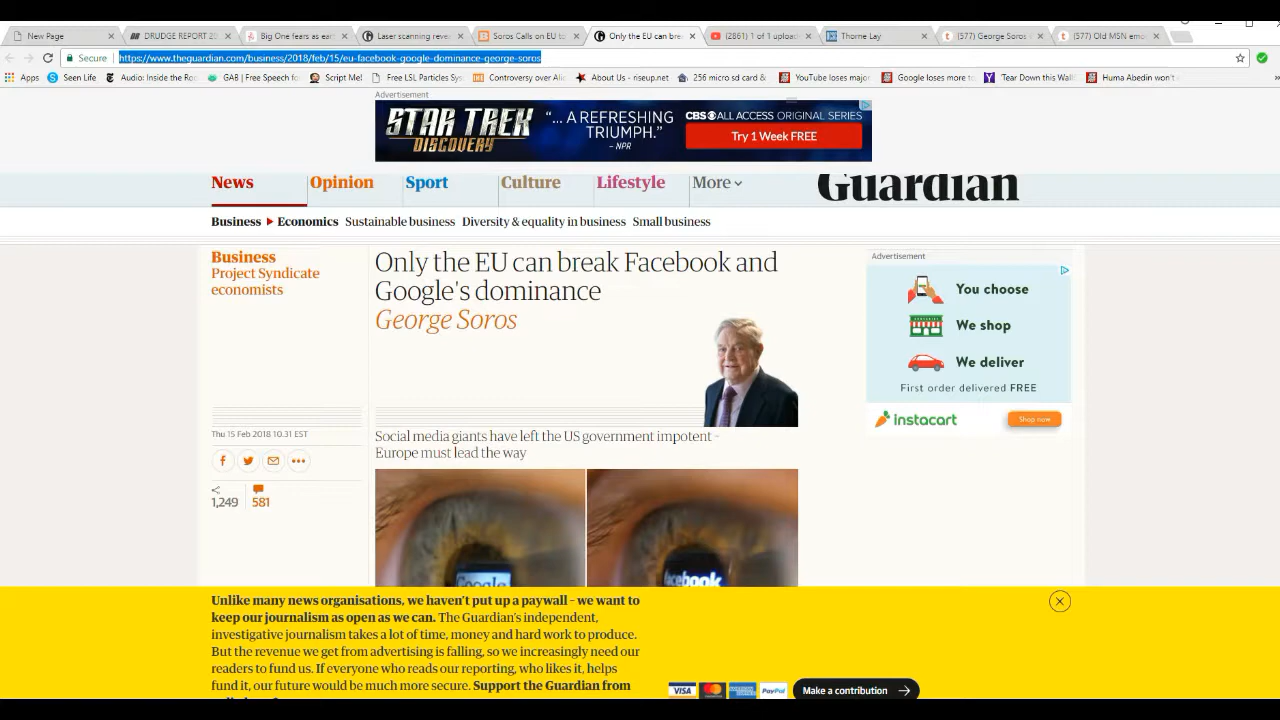 New Page
DRUDGE REPORT 20
Big One fears as earth
Laser scanning revea
Soros Calls on EU to
Only the EU can brea
(2861) 1 of 1 upload
Thorne Lay
(577) George Soros
(577) Old MSN emot
Secure
https://www.theguardian.com/business/2018/feb/15/eu-facebook-google-dominance-george-soros
Apps
Seen Life
Audio: Inside the Ro
GAB | Free Speech fo
Script Me!
Free LSL Particles Sys
Controversy over Ali
About Us - riseup.net
256 micro sd card &
YouTube loses major
Google loses more to
Tear Down this Wall
Huma Abedin won't
Advertisement
STAR TREK
DISCOVERY
“... A REFRESHING
TRIUMPH.”
– NPR
CBS ALL ACCESS ORIGINAL SERIES
Try 1 Week FREE
News
Opinion
Sport
Culture
Lifestyle
More
Guardian
Business
Economics
Sustainable business
Diversity & equality in business
Small business
Business
Project Syndicate
economists
Only the EU can break Facebook and
Google's dominance
George Soros
Thu 15 Feb 2018 10.31 EST
1,249
581
Social media giants have left the US government impotent –
Europe must lead the way
Google
facebook
Advertisement
You choose
We shop
We deliver
First order delivered FREE
instacart
Shop now
Unlike many news organisations, we haven't put up a paywall – we want to
keep our journalism as open as we can. The Guardian's independent,
investigative journalism takes a lot of time, money and hard work to produce.
But the revenue we get from advertising is falling, so we increasingly need our
readers to fund us. If everyone who reads our reporting, who likes it, helps
fund it, our future would be much more secure. Support the Guardian from
VISA
PayPal
Make a contribution